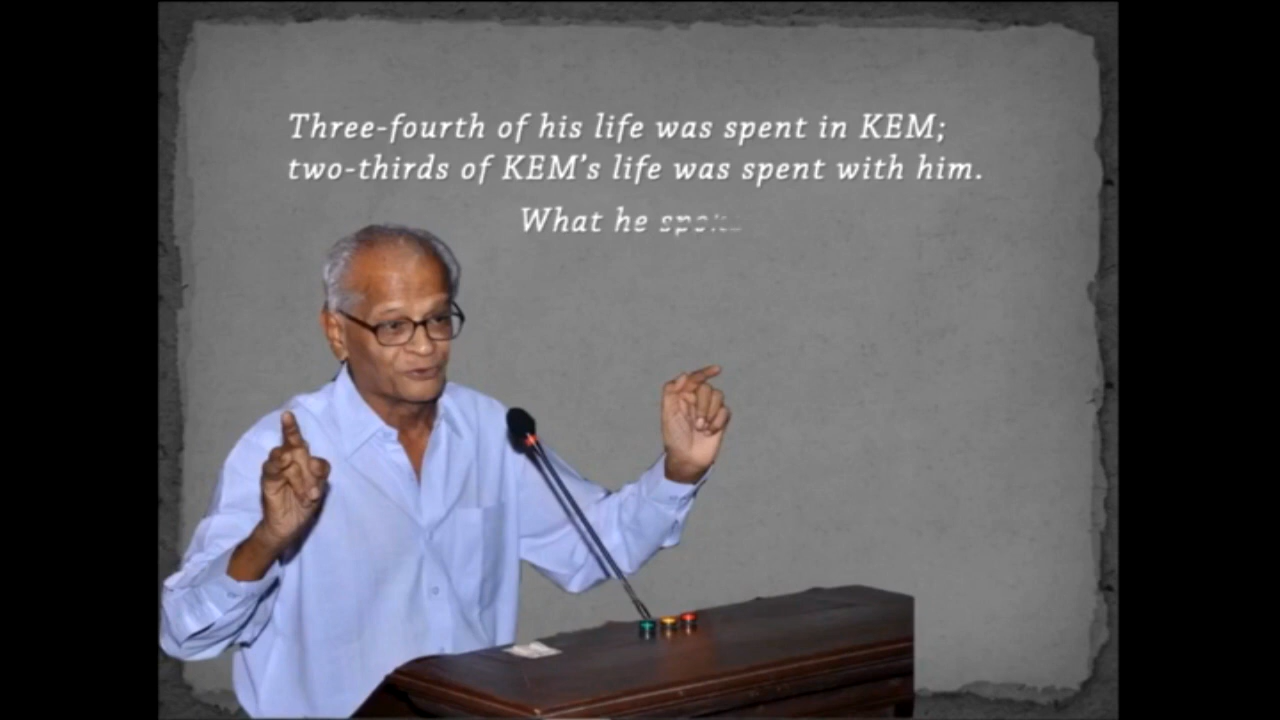 Three-fourth of his life was spent in KEM;
two-thirds of KEM's life was spent with him.
What he